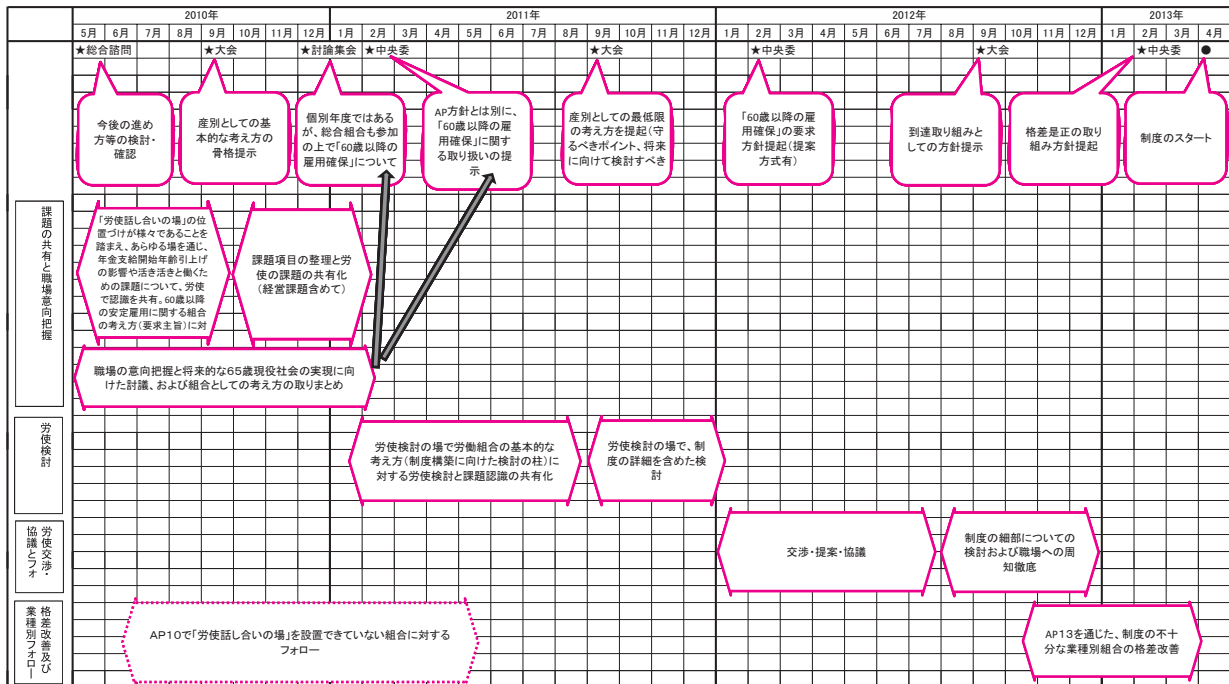 2010年
2011年
2012年
2013年
5月 6月 7月 8月 9月 10月 11月 12月 1月 2月 3月 4月 5月 6月 7月 8月 9月 10月 11月 12月 1月 2月 3月 4月 5月 6月 7月 8月 9月 10月 11月 12月 1月 2月 3月 4月
★総合諮問
★大会
★討論集会
★中央委
★大会
★中央委
★大会
★中央委
●
今後の進め
方等の検討・
確認
産別としての基
本的な考え方の
骨格提示
個別年度ではある
が、総合組合も参加
の上で「60歳以降の
雇用確保」について
AP方針とは別に、
「60歳以降の雇
用確保」に関す
る取り扱いの提
示
産別としての最低限
の考え方を提起(守
るべきポイント、将来
に向けて検討すべき
「60歳以降の雇
用確保」の要求
方針提起(提案
方式有)
到達取り組みと
しての方針提示
格差是正の取り
組み方針提起
制度のスタート
課題の共有と職場意向把握
「労使話し合いの場」の位
置づけが様々であることを
踏まえ、あらゆる場を通じ、
年金支給開始年齢引上げ
の影響や活き活きと働くた
めの課題について、労使
で認識を共有。60歳以降
の安定雇用に関する組合
の考え方(要求主旨)に対
課題項目の整理と労
使の課題の共有化
(経営課題含めて)
職場の意向把握と将来的な65歳現役社会の実現に向
けた討議、および組合としての考え方の取りまとめ
労使検討
労使検討の場で労働組合の基本的な
考え方(制度構築に向けた検討の柱)に
対する労使検討と課題認識の共有化
労使検討の場で、制
度の詳細を含めた検
討
労使交渉・
協議とフォ
交渉・提案・協議
制度の細部についての
検討および職場への周
知徹底
格差改善及び
業種別フォロー
AP10で「労使話し合いの場」を設置できていない組合に対する
フォロー
AP13を通じた、制度の不十
分な業種別組合の格差改善